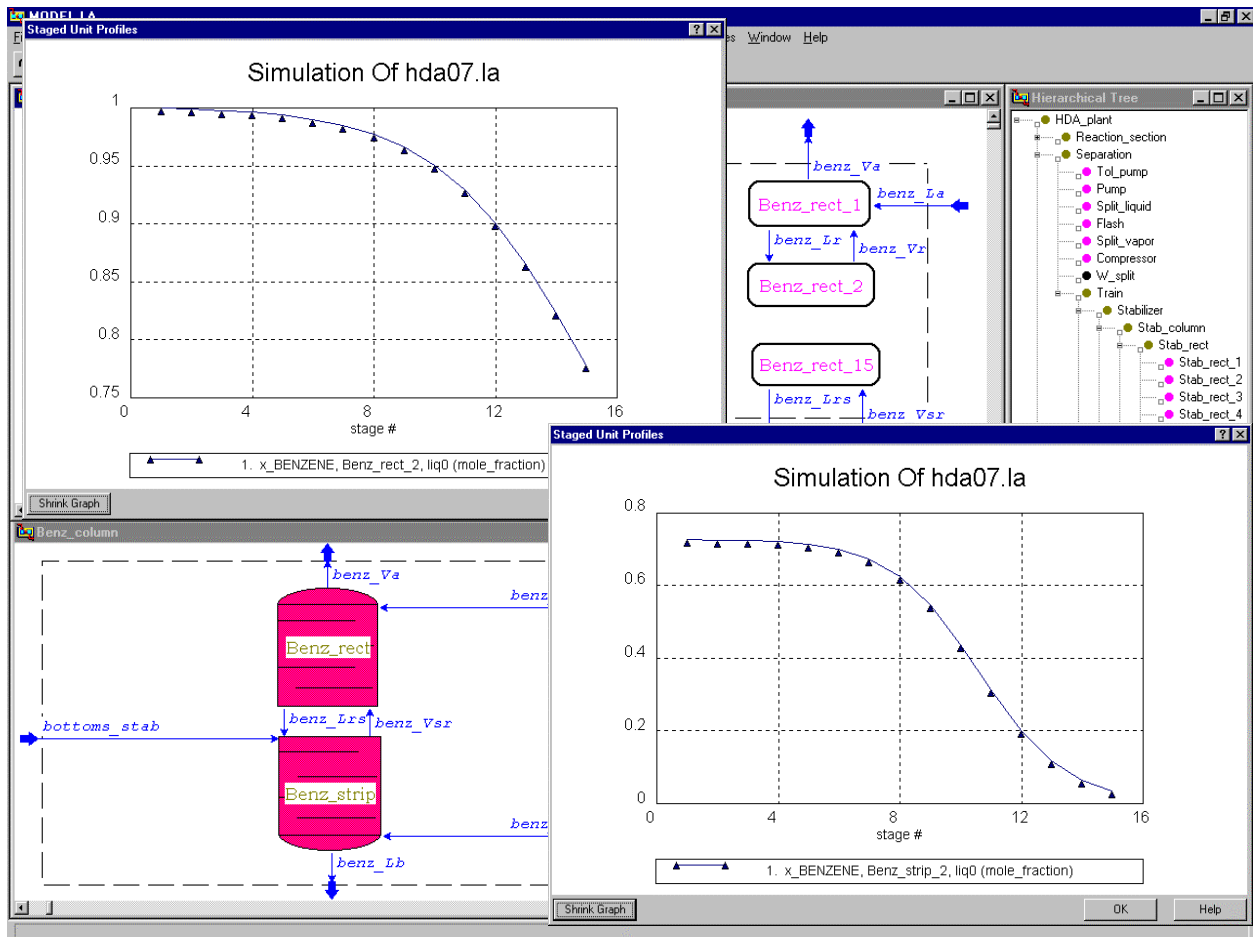 MODEL.LA
Staged Unit Profiles
Window Help
Simulation Of hda07.la
1
0.95
0.9
0.85
0.8
0.75
0 4 8 12 16
stage #
1. x_BENZENE, Benz_rect_2, liq0 (mole_fraction)
Shrink Graph
benz_Va
benz_La
Benz_rect_1
benz_Lr
benz_Vr
Benz_rect_2
Benz_rect_15
benz_Lrs
benz_Vsr
Hierarchical Tree
HDA_plant
Reaction_section
Separation
Tol_pump
Pump
Split_liquid
Flash
Split_vapor
Compressor
W_split
Train
Stabilizer
Stab_column
Stab_rect
Stab_rect_1
Stab_rect_2
Stab_rect_3
Stab_rect_4
Benz_column
benz_Va
Benz_rect
benz_Lrs
benz_Vsr
bottoms_stab
Benz_strip
benz_Lb
Staged Unit Profiles
Simulation Of hda07.la
0.8
0.6
0.4
0.2
0
0 4 8 12 16
stage #
1. x_BENZENE, Benz_strip_2, liq0 (mole_fraction)
Shrink Graph
OK
Help